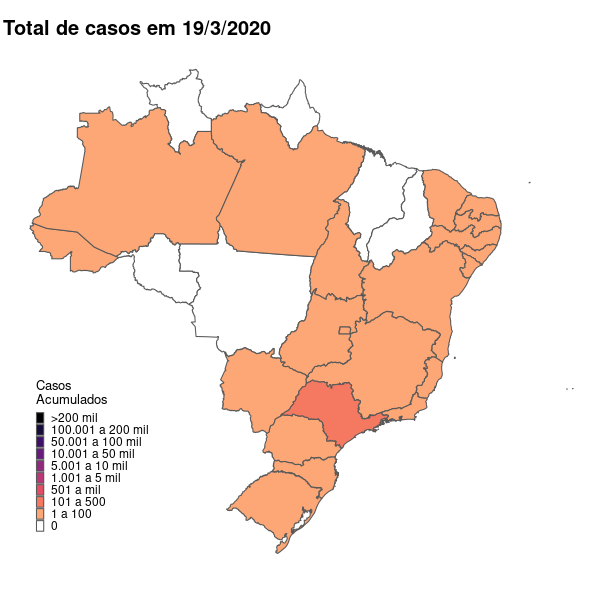 Total de casos em 19/3/2020
Casos
Acumulados
>200 mil
100.001 a 200 mil
50.001 a 100 mil
10.001 a 50 mil
5.001 a 10 mil
1.001 a 5 mil
501 a mil
101 a 500
1 a 100
0